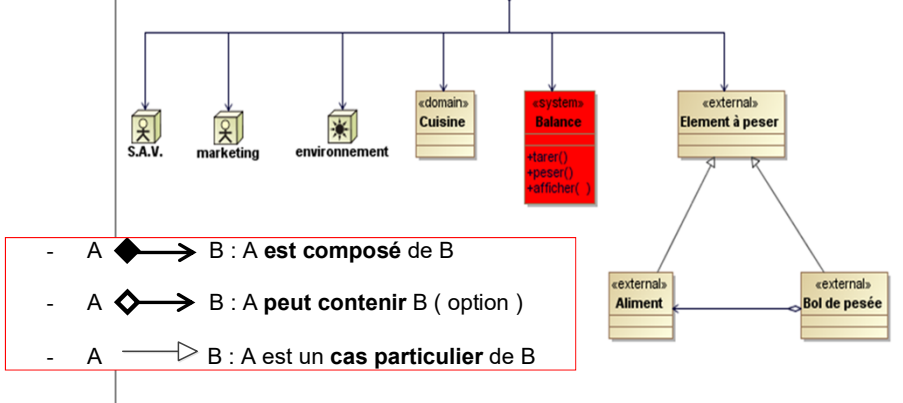 «domain»
Cuisine
«system»
Balance
+tarer()
+peser()
+afficher( )
«external»
Element à peser
S.A.V.
marketing
environnement
- A B : A est composé de B
- A B : A peut contenir B ( option )
- A B : A est un cas particulier de B
«external»
Aliment
«external»
Bol de pesée